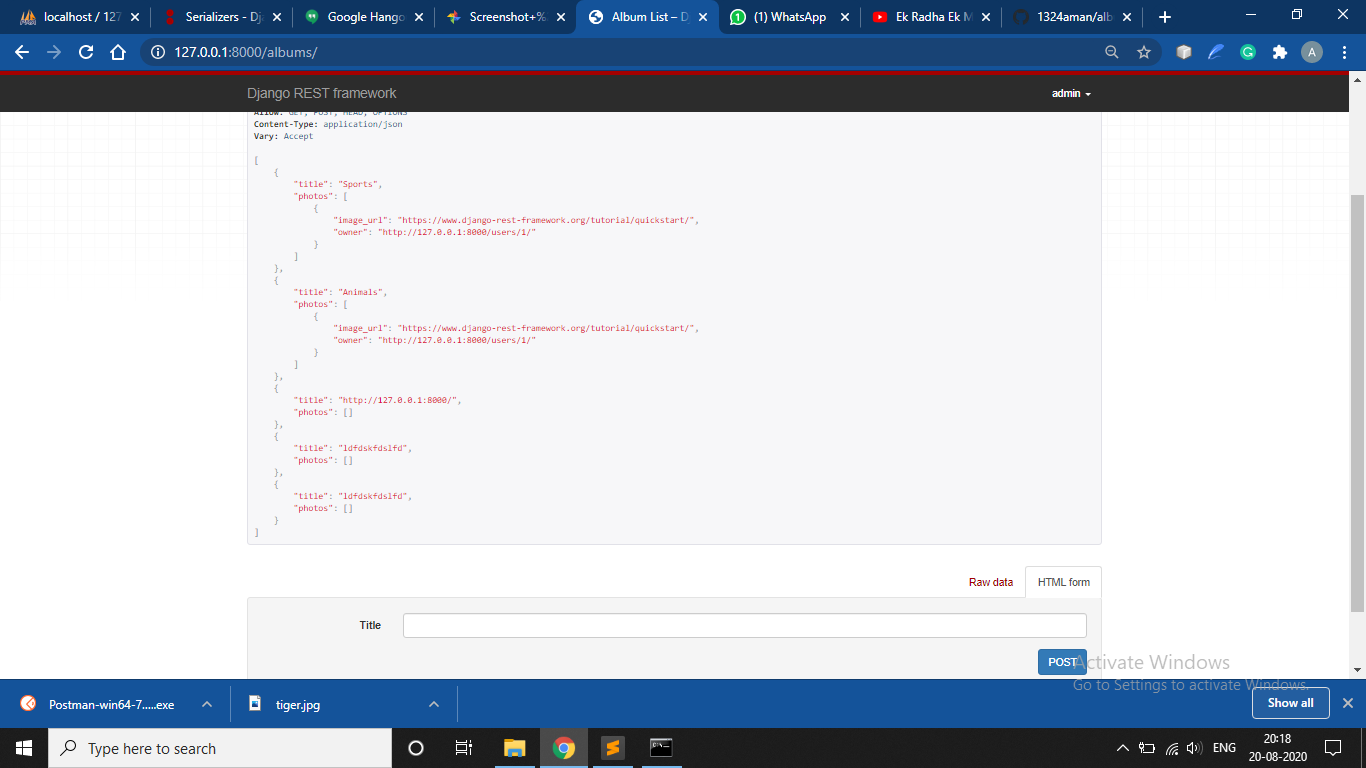 localhost / 127
Serializers - Dj
Google Hango
Screenshot+%
Album List – D
(1) WhatsApp
Ek Radha Ek M
1324aman/alb
127.0.0.1:8000/albums/
A
Django REST framework
admin
Allow: GET, POST, HEAD, OPTIONS
Content-Type: application/json
Vary: Accept
[
{
"title": "Sports",
"photos": [
{
"image_url": "https://www.django-rest-framework.org/tutorial/quickstart/",
"owner": "http://127.0.0.1:8000/users/1/"
}
]
},
{
"title": "Animals",
"photos": [
{
"image_url": "https://www.django-rest-framework.org/tutorial/quickstart/",
"owner": "http://127.0.0.1:8000/users/1/"
}
]
},
{
"title": "http://127.0.0.1:8000/",
"photos": []
},
{
"title": "ldfdskfdslfd",
"photos": []
},
{
"title": "ldfdskfdslfd",
"photos": []
}
]
Raw data
HTML form
Title
POST
Activate Windows
Go to Settings to activate Windows.
Postman-win64-7.....exe
tiger.jpg
Show all
Type here to search
ENG
20:18
20-08-2020